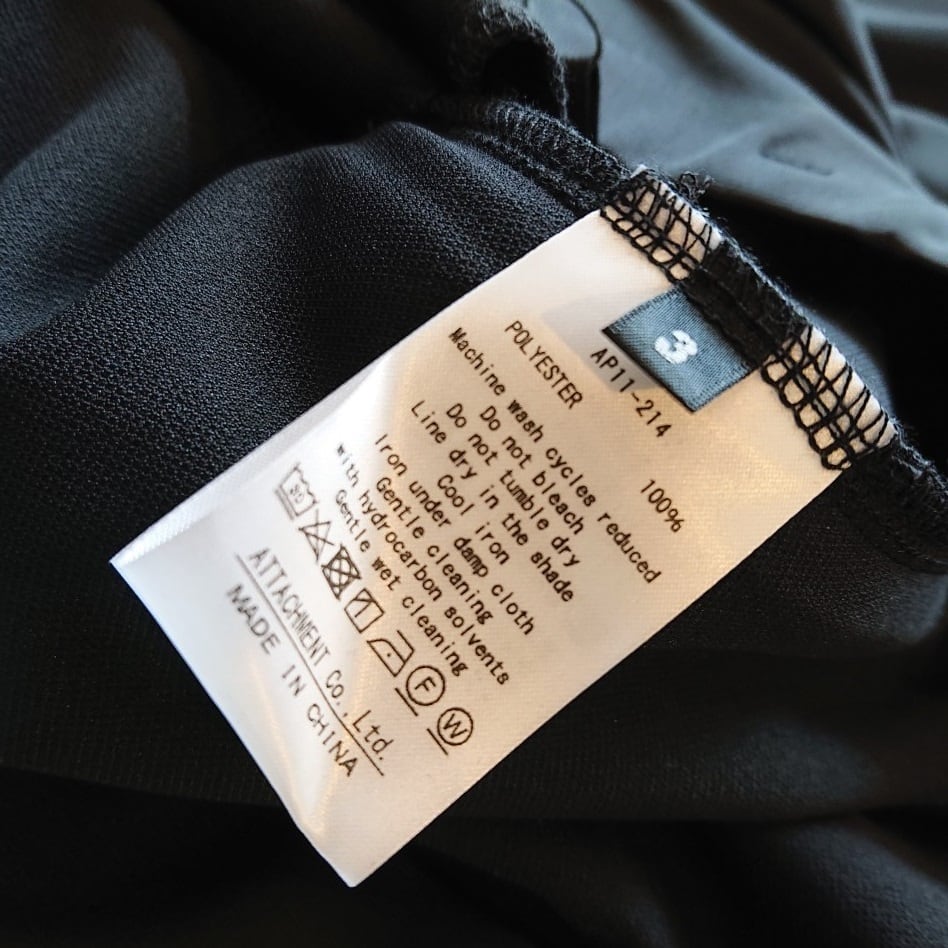 3
AP11-214
POLYESTER 100%
Machine wash cycles reduced
Do not bleach
Do not tumble dry
Line dry in the shade
Cool iron
Iron under damp cloth
Gentle cleaning
with hydrocarbon solvents
Gentle wet cleaning
30 F W
ATTACHMENT Co.,Ltd.
MADE IN CHINA